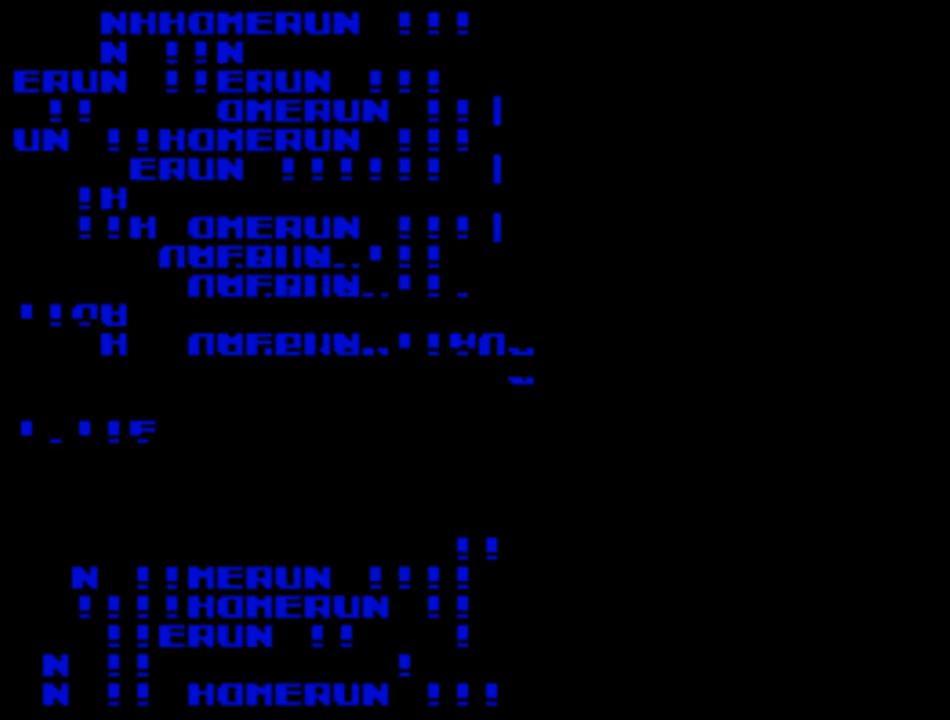 NHHOMERUN !!!
N !!N
ERUN !!ERUN !!!
!! OMERUN !! |
UN !!HOMERUN !!!
ERUN !!!!!! |
!H
!!H OMERUN !!! |
H
!!
N !!MERUN !!!!
!!!!HOMERUN !!
!!ERUN !! !
N !! !
N !! HOMERUN !!!